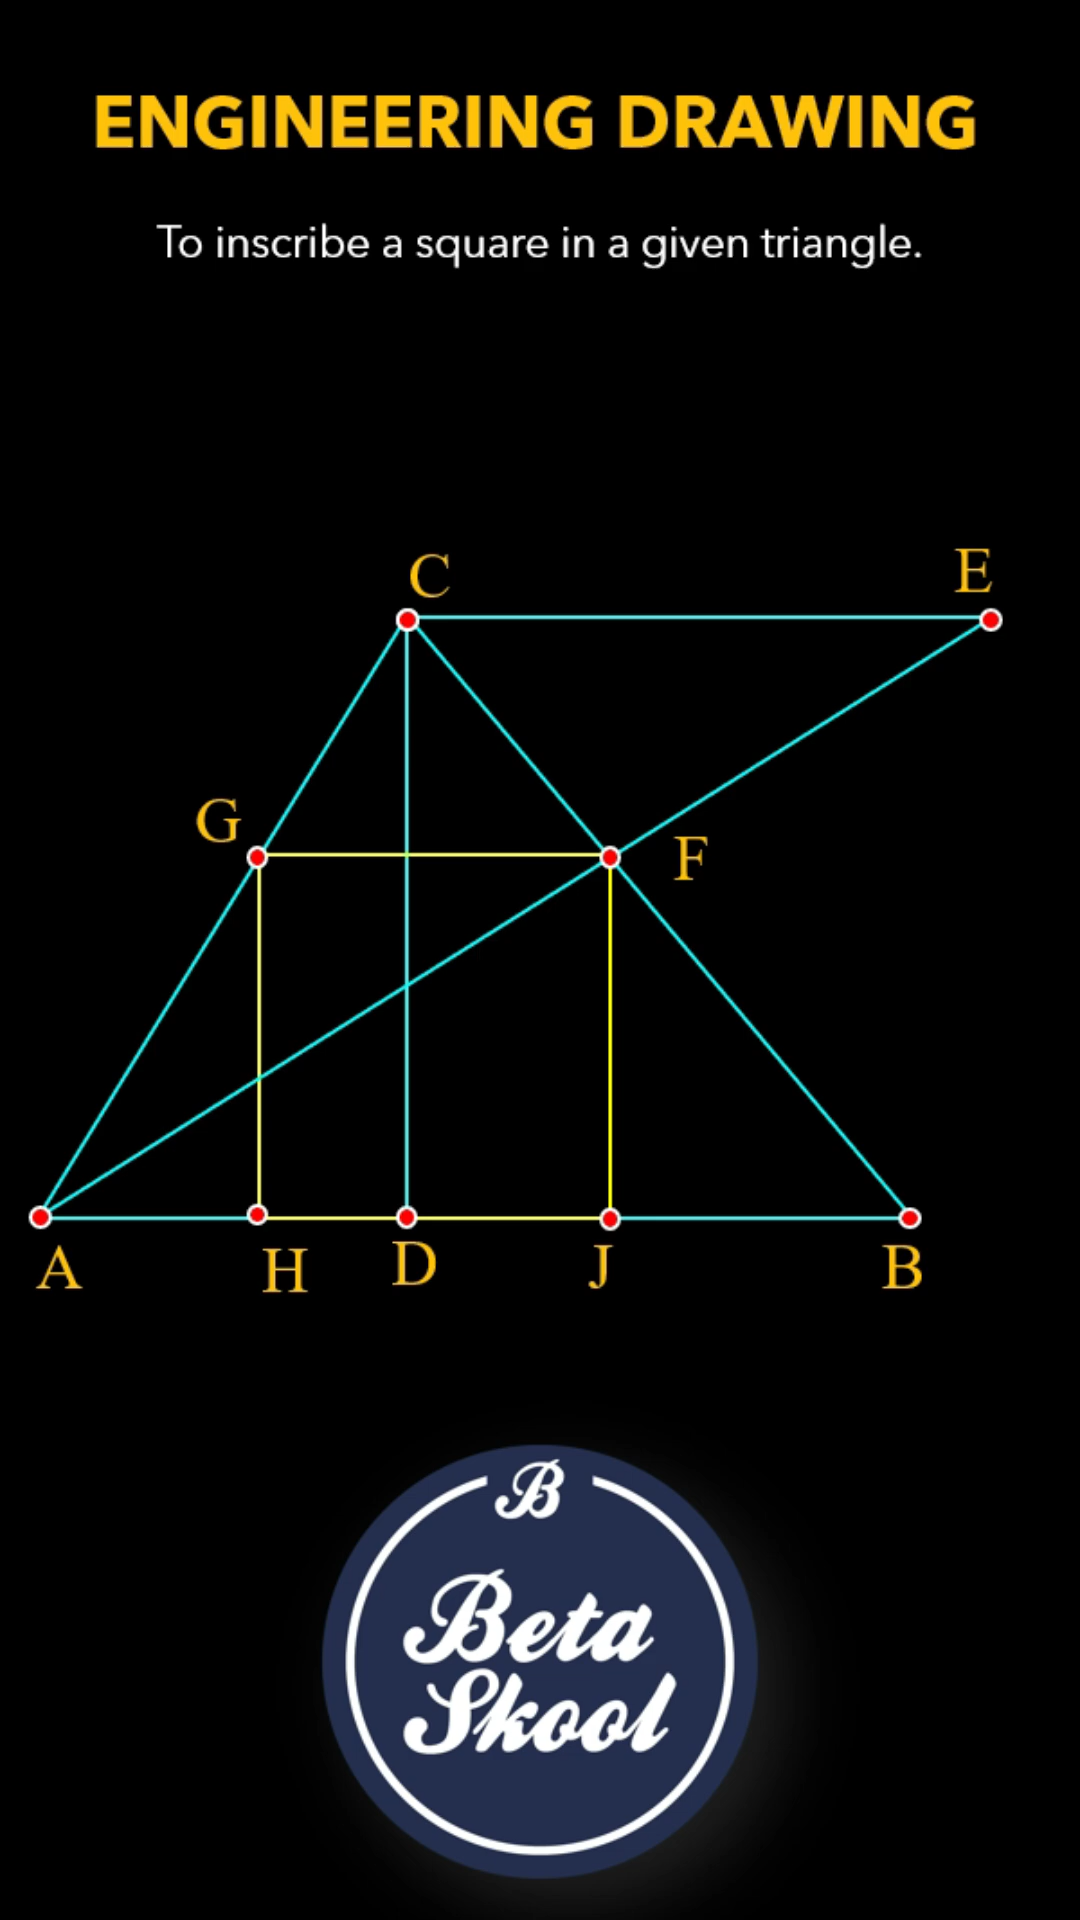 ENGINEERING DRAWING
To inscribe a square in a given triangle.
C
E
G
F
A
H
D
J
B
B
Beta
Skool